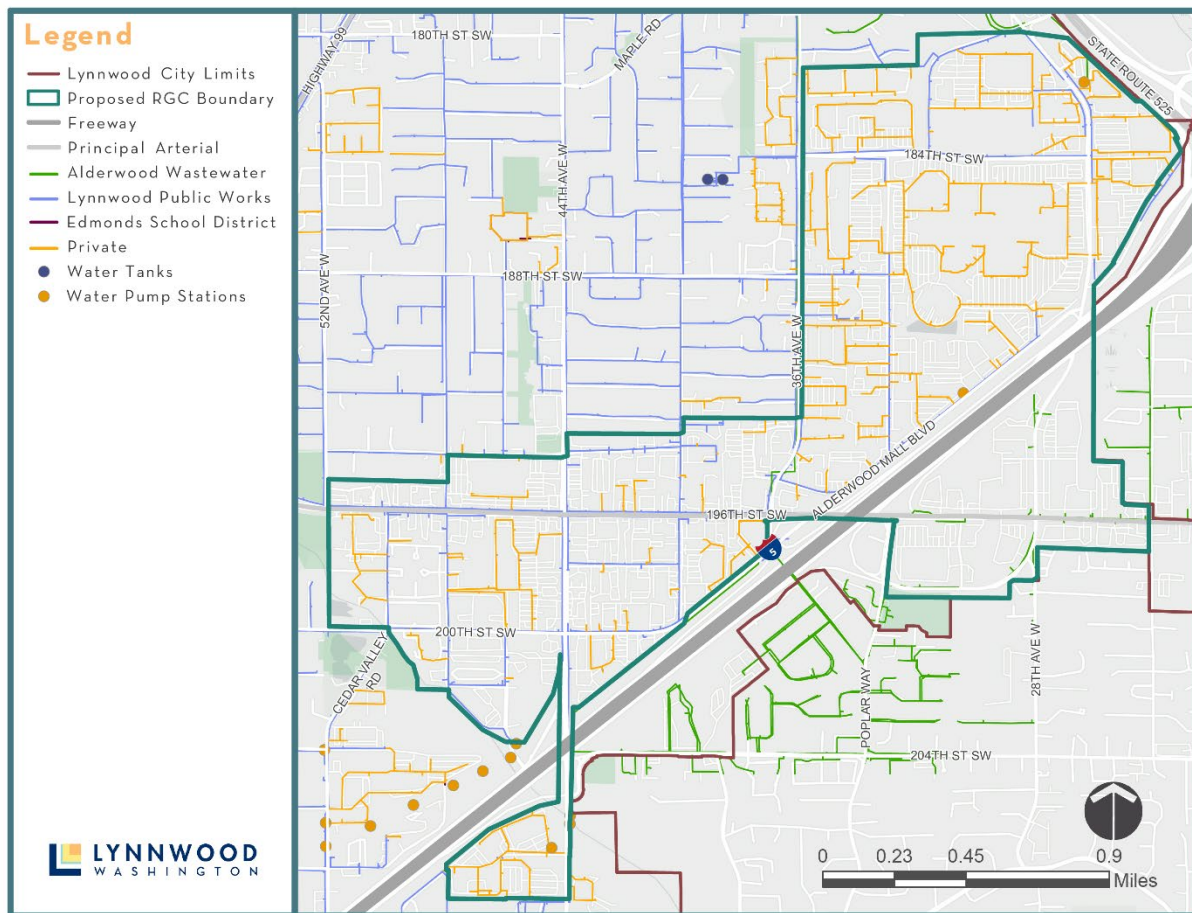 Legend
Lynnwood City Limits
Proposed RGC Boundary
Freeway
Principal Arterial
Alderwood Wastewater
Lynnwood Public Works
Edmonds School District
Private
Water Tanks
Water Pump Stations
LYNNWOOD
WASHINGTON
HIGHWAY 99
180TH ST SW
MAPLE RD
STATE ROUTE 525
44TH AVE W
184TH ST SW
52ND AVE W
188TH ST SW
36TH AVE W
ALDERWOOD MALL BLVD
196TH ST SW
5
200TH ST SW
CEDAR VALLEY
RD
POPLAR WAY
28TH AVE W
204TH ST SW
0 0.23 0.45 0.9
Miles